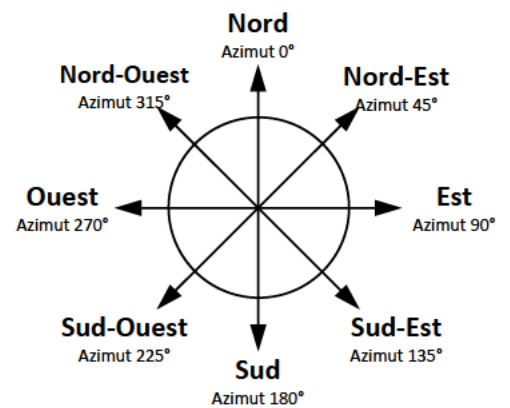 Nord
Azimut 0°
Nord-Ouest
Azimut 315°
Nord-Est
Azimut 45°
Ouest
Azimut 270°
Est
Azimut 90°
Sud-Ouest
Azimut 225°
Sud-Est
Azimut 135°
Sud
Azimut 180°